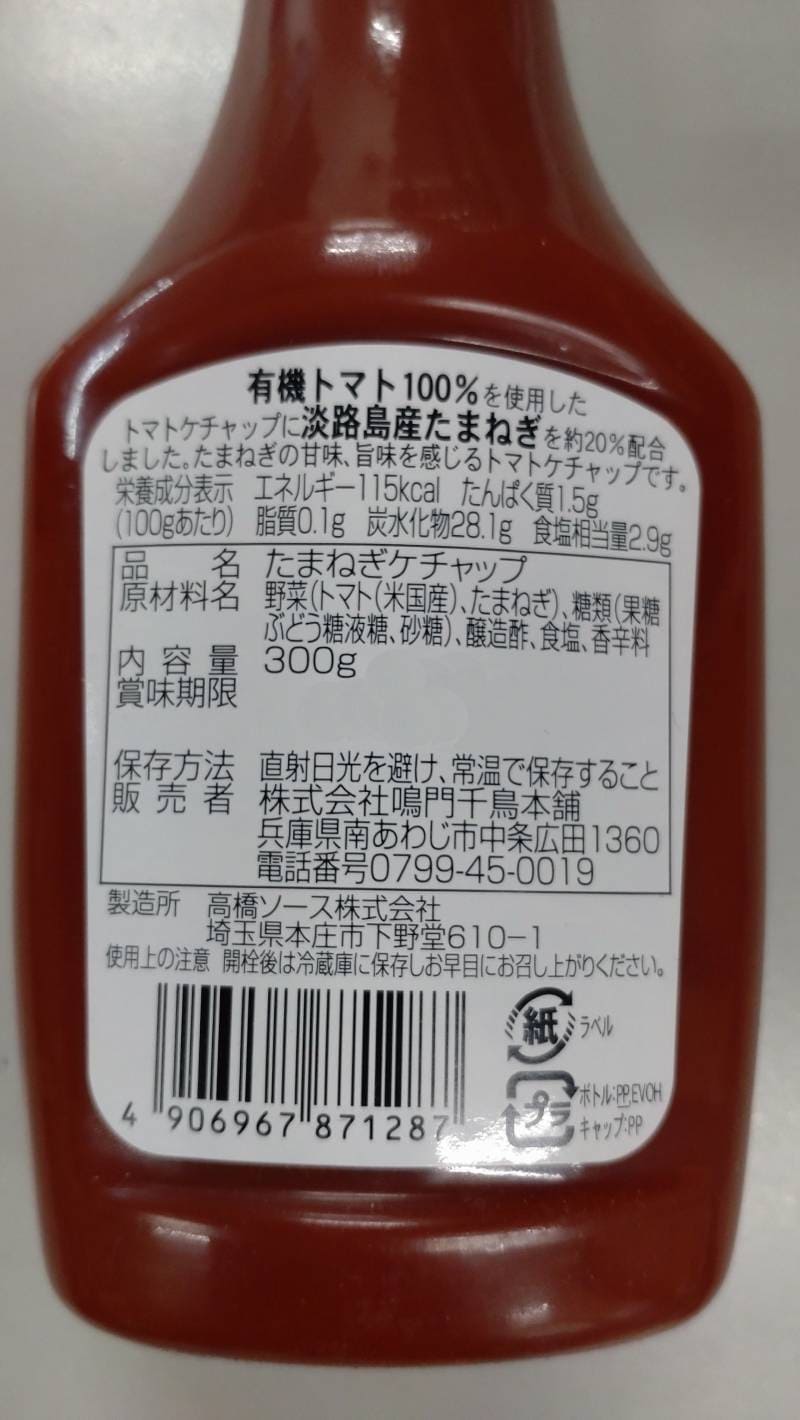 有機トマト100%を使用した
トマトケチャップに淡路島産たまねぎを約20%配合
しました。たまねぎの甘味、旨味を感じるトマトケチャップです。
栄養成分表示 エネルギー115kcal たんぱく質1.5g
(100gあたり) 脂質0.1g 炭水化物28.1g 食塩相当量2.9g
品名 たまねぎケチャップ
原材料名 野菜(トマト(米国産)、たまねぎ)、糖類(果糖
ぶどう糖液糖、砂糖)、醸造酢、食塩、香辛料
内容量 300g
賞味期限
保存方法 直射日光を避け、常温で保存すること
販売者 株式会社鳴門千鳥本舗
兵庫県南あわじ市中条広田1360
電話番号0799-45-0019
製造所 高橋ソース株式会社
埼玉県本庄市下野堂610-1
使用上の注意 開栓後は冷蔵庫に保存しお早目にお召し上がりください。
紙 ラベル
プラ ボトル:PP,EVOH
キャップ:PP
4 906967 871287